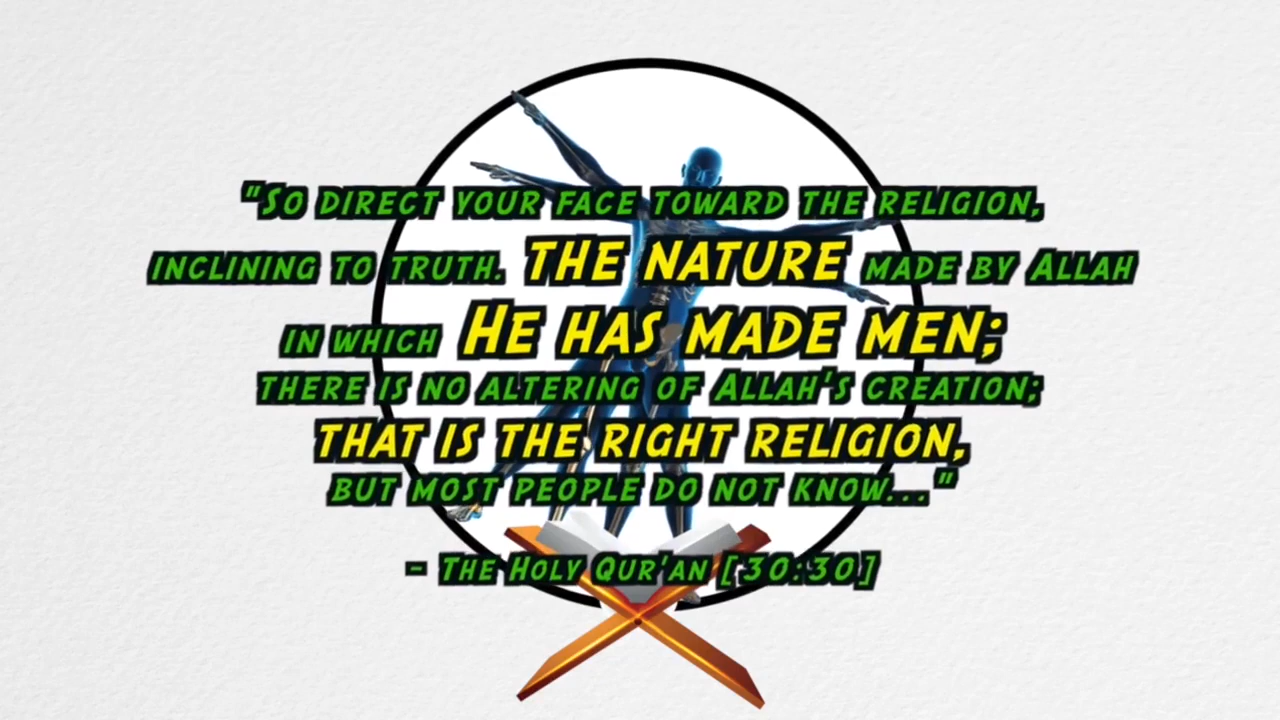 "So direct your face toward the religion,
inclining to truth. the nature made by Allah
in which He has made men;
there is no altering of Allah's creation;
that is the right religion,
but most people do not know..."
- The Holy Qur'an [30:30]